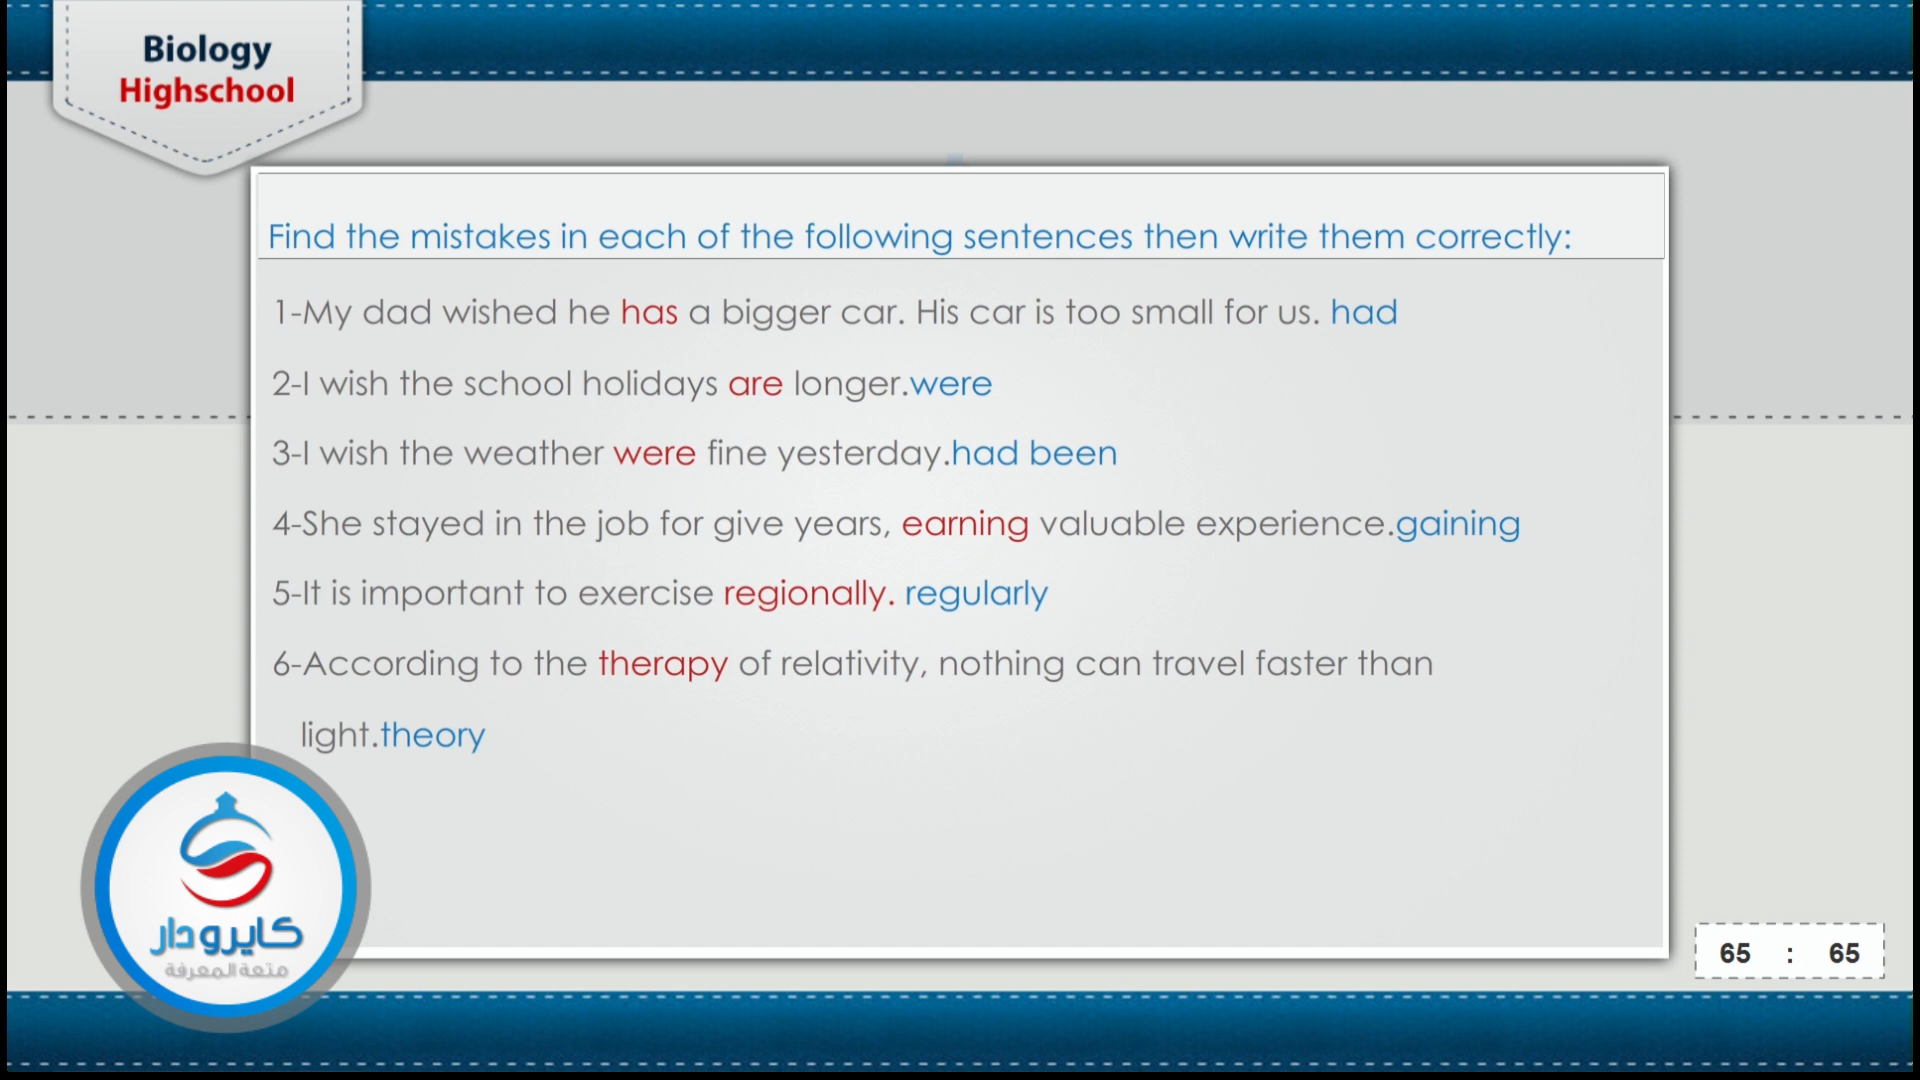 Biology
Highschool
Find the mistakes in each of the following sentences then write them correctly:
1-My dad wished he has a bigger car. His car is too small for us. had
2-I wish the school holidays are longer.were
3-I wish the weather were fine yesterday.had been
4-She stayed in the job for give years, earning valuable experience.gaining
5-It is important to exercise regionally. regularly
6-According to the therapy of relativity, nothing can travel faster than
light.theory
كايرودار
متعة المعرفة
65 : 65